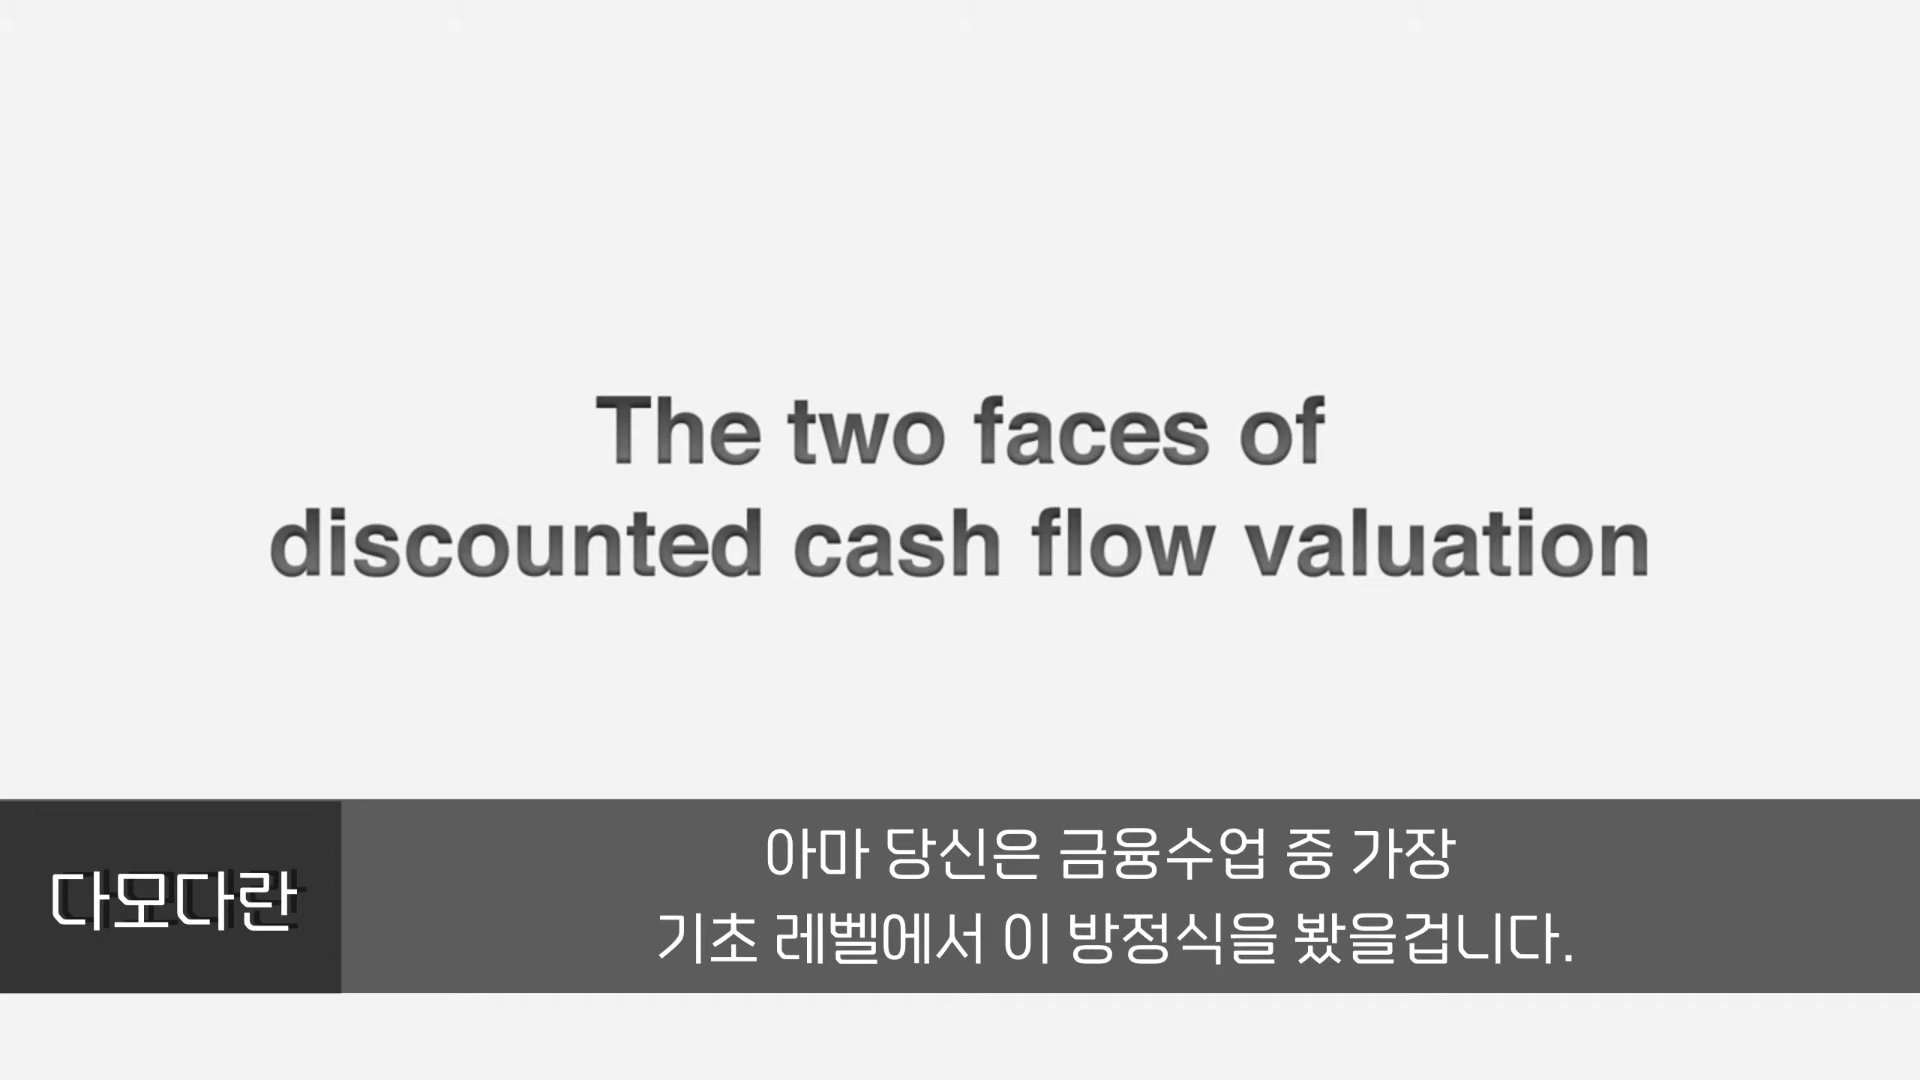 The two faces of
discounted cash flow valuation
다모다란
아마 당신은 금융수업 중 가장
기초 레벨에서 이 방정식을 봤을겁니다.